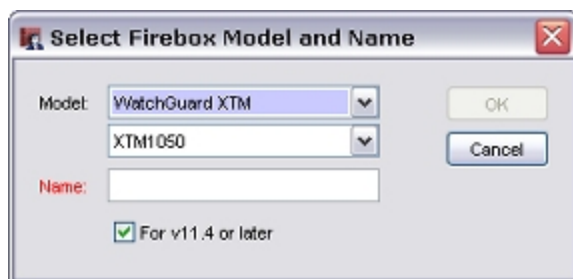 Select Firebox Model and Name
Model: WatchGuard XTM
OK
XTM1050
Cancel
Name:
For v11.4 or later